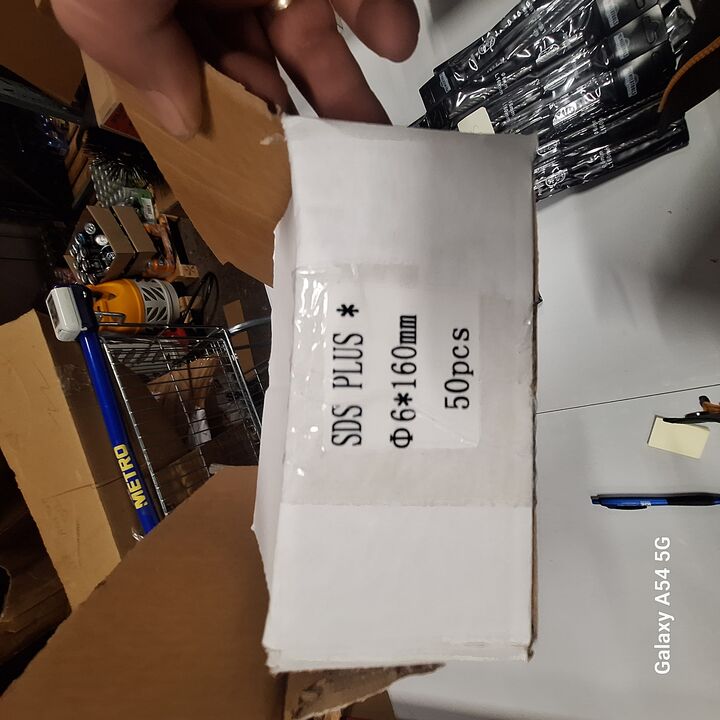 SDS PLUS *
Φ6*160mm
50pcs
METRO
Galaxy A54 5G